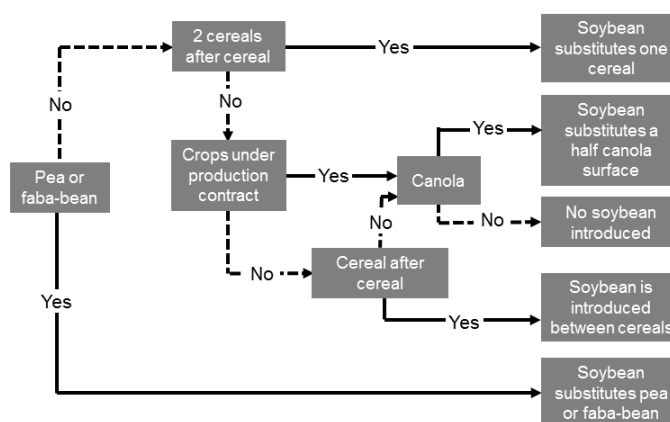 2 cereals
after cereal
Yes
Soybean
substitutes one
cereal
No
No
Pea or
faba-bean
Crops under
production
contract
Yes
Canola
Yes
Soybean
substitutes a
half canola
surface
No
No soybean
introduced
No
No
Cereal after
cereal
Yes
Soybean is
introduced
between cereals
Yes
Soybean
substitutes pea
or faba-bean